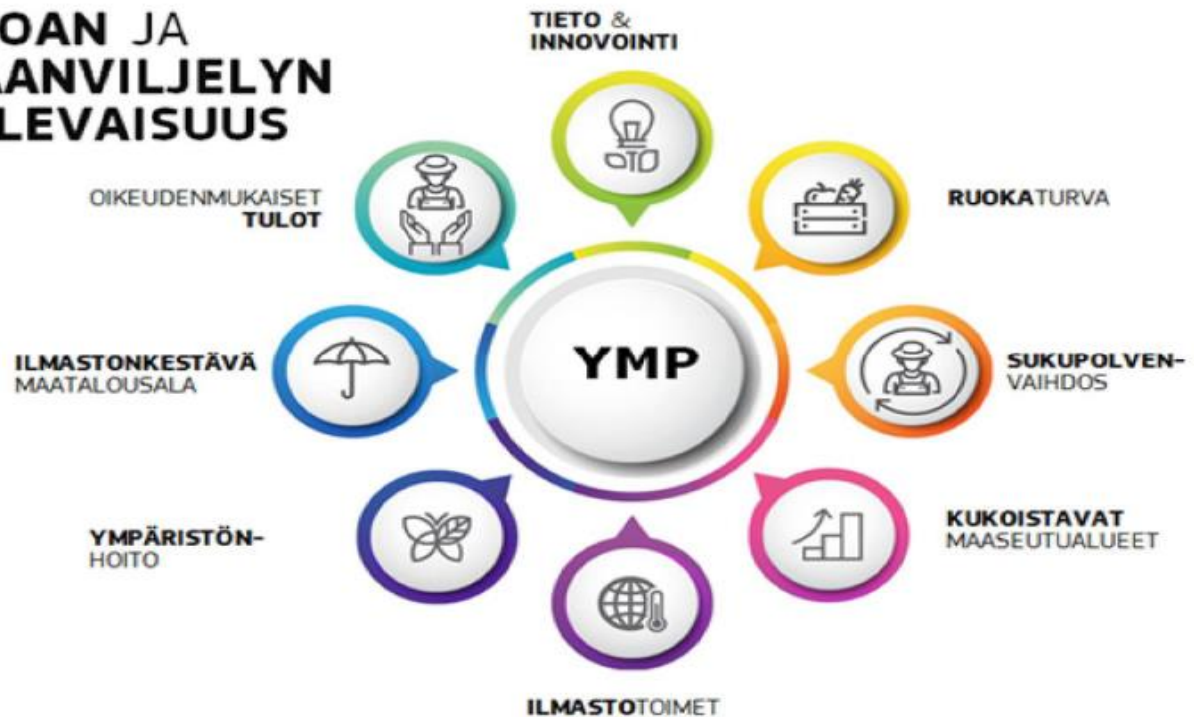 OAN JA
ANVILJELYN
LEVAISUUS
TIETO &
INNOVOINTI
OIKEUDENMUKAISET
TULOT
RUOKATURVA
ILMASTONKESTÄVÄ
MAATALOUSALA
YMP
SUKUPOLVEN-
VAIHDOS
YMPÄRISTÖN-
HOITO
KUKOISTAVAT
MAASEUTUALUEET
ILMASTOTOIMET